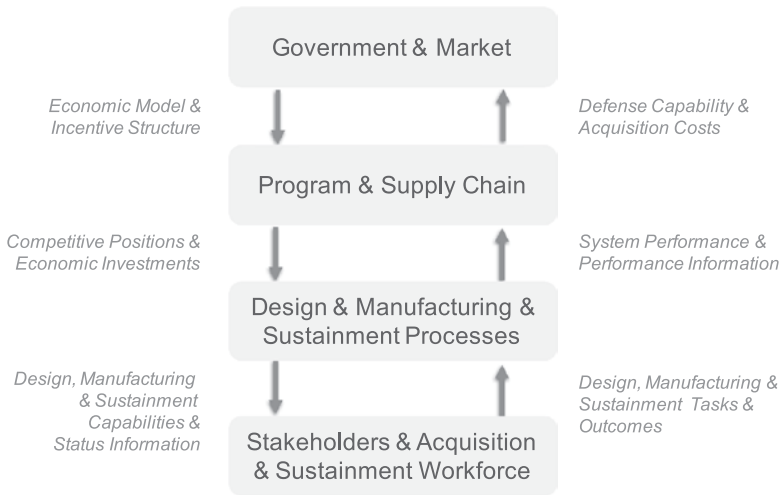 Government & Market
Economic Model &
Incentive Structure
Defense Capability &
Acquisition Costs
Program & Supply Chain
Competitive Positions &
Economic Investments
System Performance &
Performance Information
Design & Manufacturing &
Sustainment Processes
Design, Manufacturing
& Sustainment
Capabilities &
Status Information
Design, Manufacturing &
Sustainment Tasks &
Outcomes
Stakeholders & Acquisition
& Sustainment Workforce